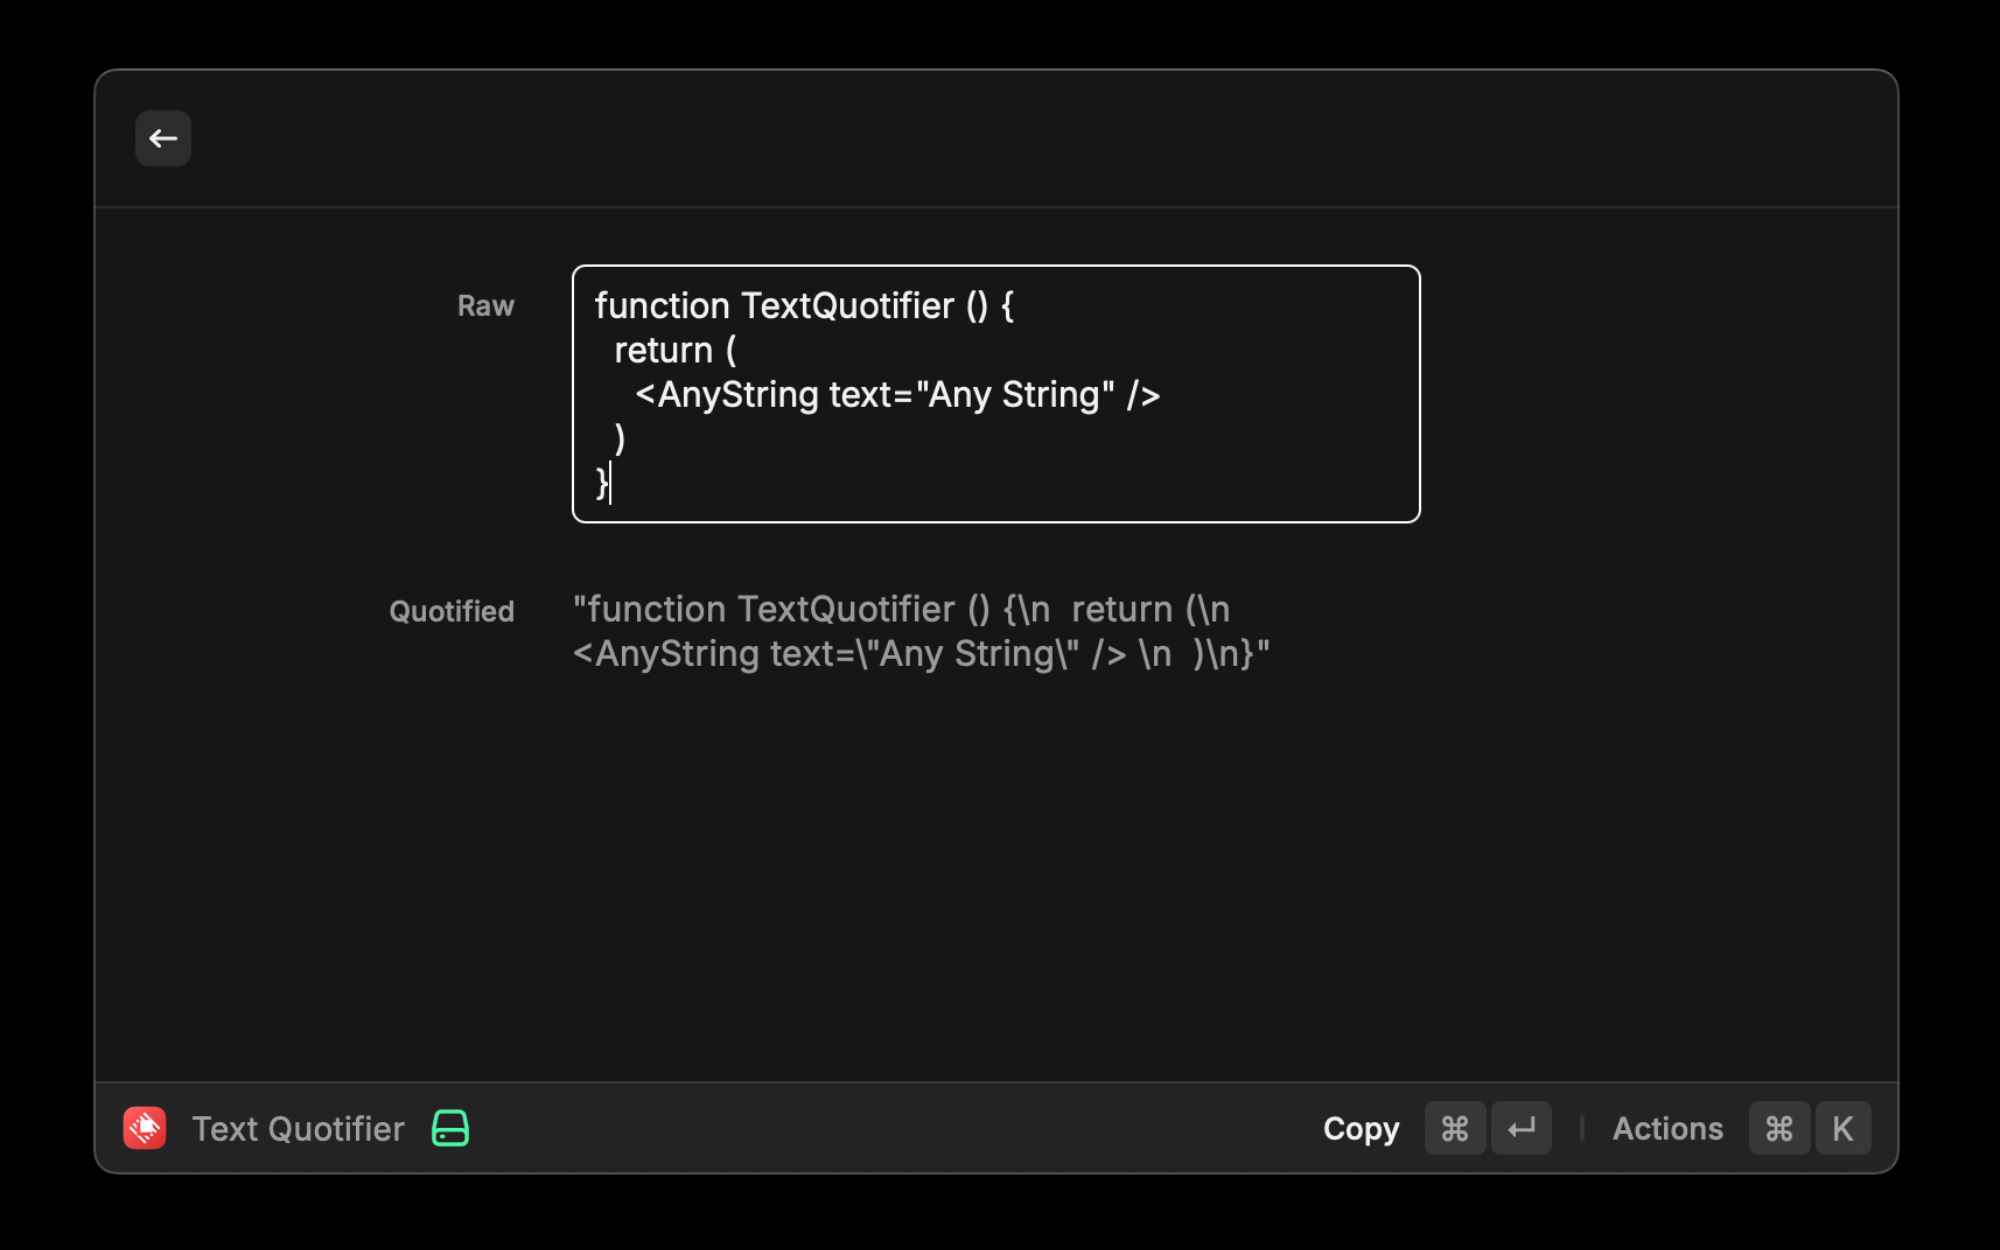 Raw
function TextQuotifier () {
  return (
    <AnyString text="Any String" />
  )
}
Quotified
"function TextQuotifier () {\n  return (\n
<AnyString text=\"Any String\" /> \n  )\n}"
Text Quotifier
Copy ⌘ ↵ | Actions ⌘ K